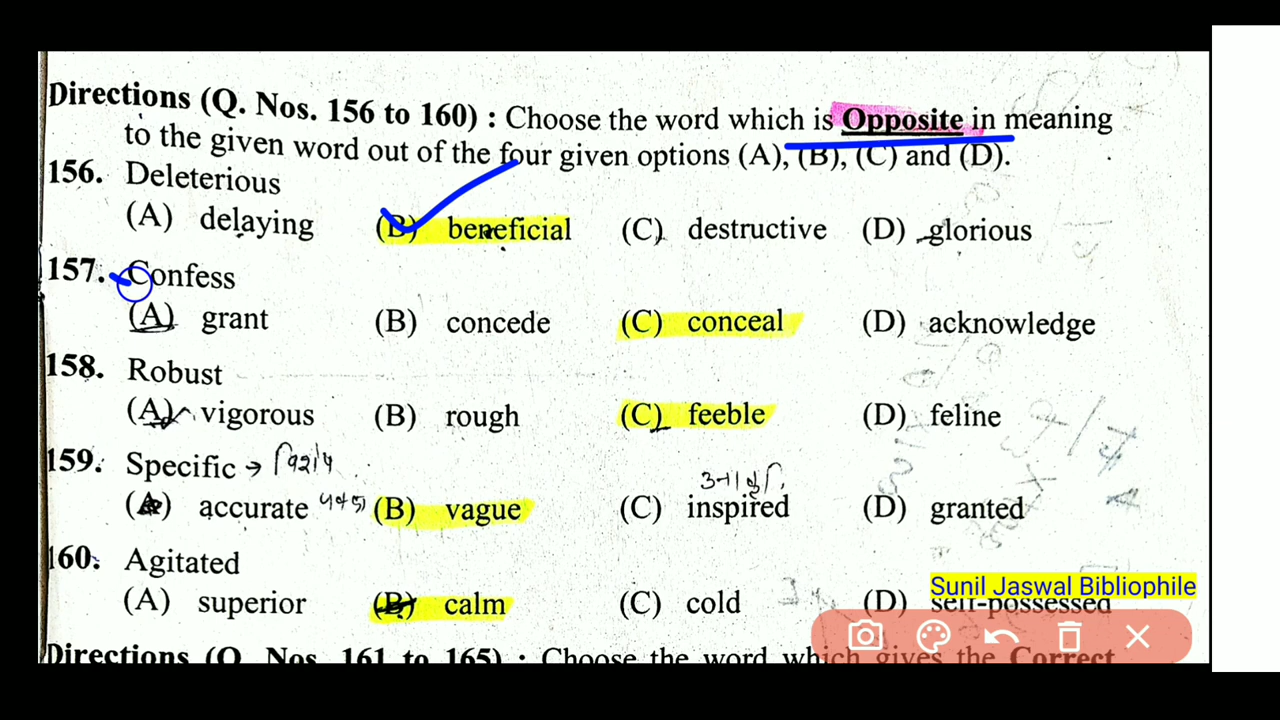 Directions (Q. Nos. 156 to 160) : Choose the word which is Opposite in meaning
to the given word out of the four given options (A), (B), (C) and (D).
156. Deleterious
(A) delaying (B) beneficial (C) destructive (D) glorious
157. Confess
(A) grant (B) concede (C) conceal (D) acknowledge
158. Robust
(A) vigorous (B) rough (C) feeble (D) feline
159. Specific →
(A) accurate (B) vague (C) inspired (D) granted
160. Agitated
(A) superior (B) calm (C) cold (D) self-possessed
Sunil Jaswal Bibliophile
Directions (Q. Nos. 161 to 165) : Choose the word which gives the Correct